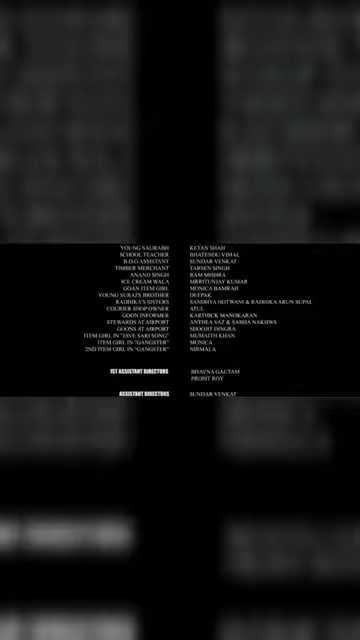 YOUNG SAURABH KETAN SHAH
SCHOOL TEACHER BHATENDU VIMAL
B.D.O ASSISTANT SUNDAR VENKAT
TIMBER MERCHANT TARSEN SINGH
ANAND SINGH RAM MISHRA
ICE CREAM WALA MRRITUNJAY KUMAR
GOAN ITEM GIRL MONICA BAMRAH
YOUNG SURAJ'S BROTHER DEEPAK
RADHIKA'S SISTERS SANDHYA HOTWANI & RADHIKA ARUN SUPAL
COURIER SHOP OWNER ATUL
GOON INFORMER KARTHICK MANOKARAN
STEWARDS AT AIRPORT ANTHEA VAZ & SAIBHA NAKHWA
GOONS AT AIRPORT SHOOJIT DINGRA
ITEM GIRL IN "JAVE SARI SONG" MUMAITH KHAN
ITEM GIRL IN "GANGSTER" MONICA
2ND ITEM GIRL IN "GANGSTER" NIRMALA
1ST ASSISTANT DIRECTORS BHAVNA GAUTAM
PROSIT ROY
ASSISTANT DIRECTORS SUNDAR VENKAT